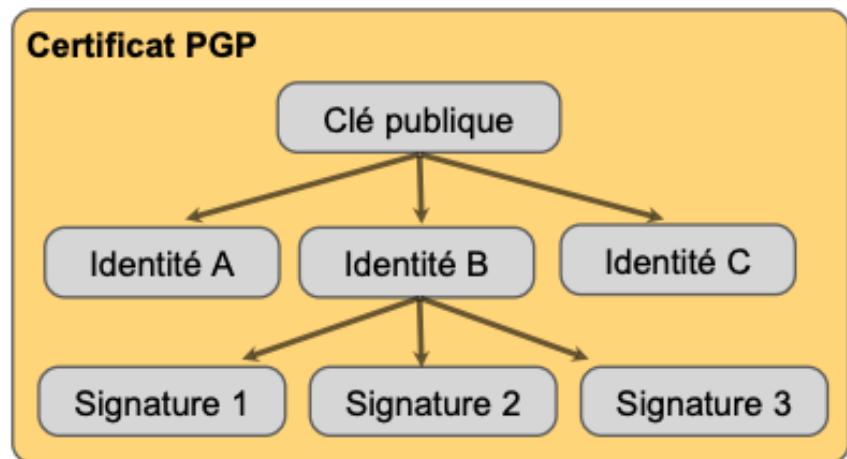 Certificat PGP
Clé publique
Identité A
Identité B
Identité C
Signature 1
Signature 2
Signature 3